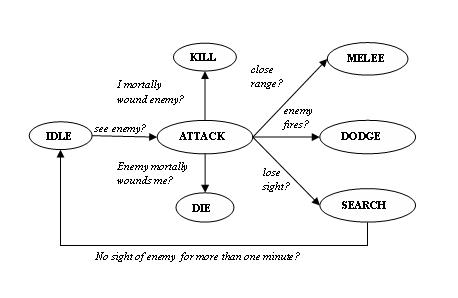 KILL
MELEE
I mortally
wound enemy?
close
range?
enemy
fires?
IDLE
see enemy?
ATTACK
DODGE
Enemy mortally
wounds me?
lose
sight?
DIE
SEARCH
No sight of enemy for more than one minute?